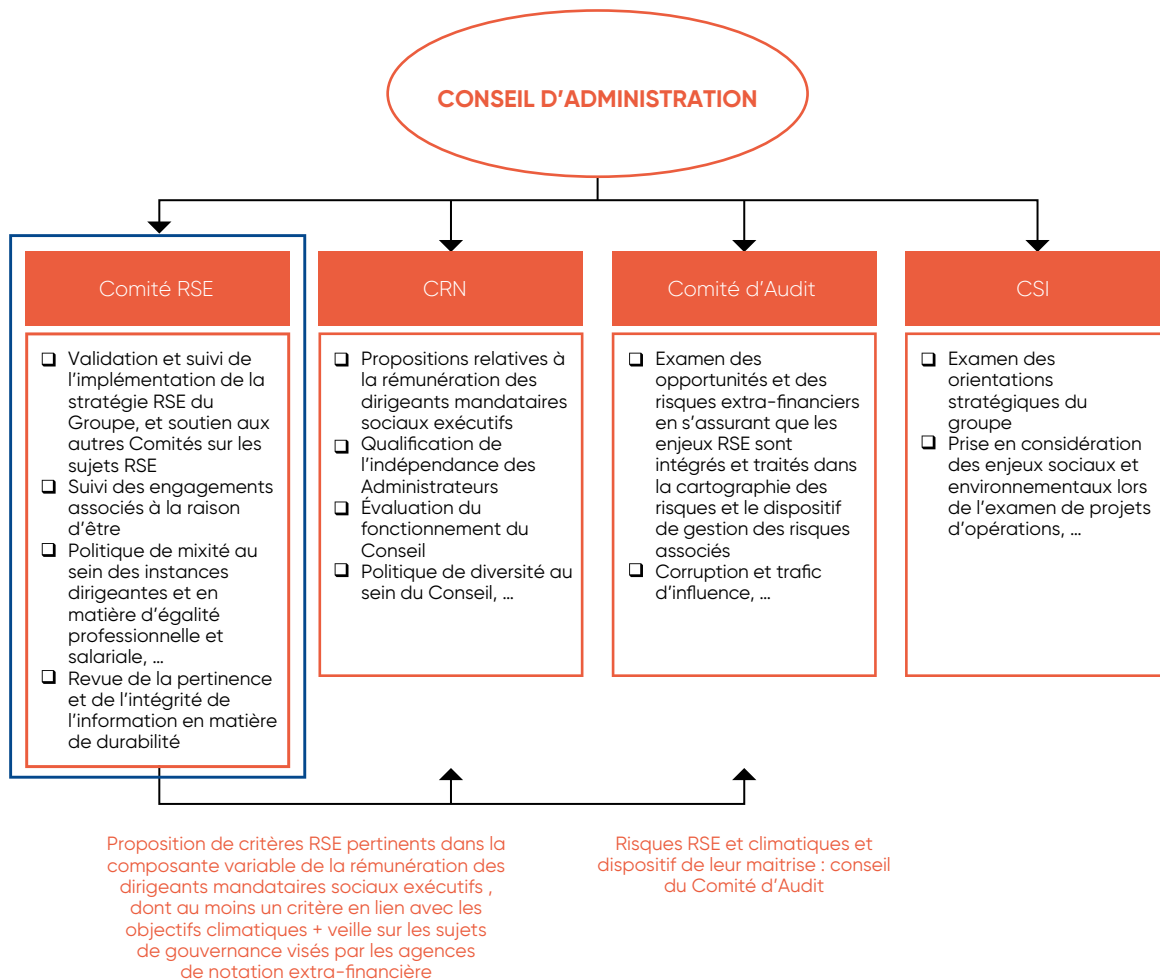 CONSEIL D'ADMINISTRATION
Comité RSE
❑ Validation et suivi de
l'implémentation de la
stratégie RSE du
Groupe, et soutien aux
autres Comités sur les
sujets RSE
❑ Suivi des engagements
associés à la raison
d'être
❑ Politique de mixité au
sein des instances
dirigeantes et en
matière d'égalité
professionnelle et
salariale, …
❑ Revue de la pertinence
et de l'intégrité de
l'information en matière
de durabilité
CRN
❑ Propositions relatives à
la rémunération des
dirigeants mandataires
sociaux exécutifs
❑ Qualification de
l'indépendance des
Administrateurs
❑ Évaluation du
fonctionnement du
Conseil
❑ Politique de diversité au
sein du Conseil, …
Comité d'Audit
❑ Examen des
opportunités et des
risques extra-financiers
en s'assurant que les
enjeux RSE sont
intégrés et traités dans
la cartographie des
risques et le dispositif
de gestion des risques
associés
❑ Corruption et trafic
d'influence, …
CSI
❑ Examen des
orientations
stratégiques du
groupe
❑ Prise en considération
des enjeux sociaux et
environnementaux lors
de l'examen de projets
d'opérations, …
Proposition de critères RSE pertinents dans la
composante variable de la rémunération des
dirigeants mandataires sociaux exécutifs ,
dont au moins un critère en lien avec les
objectifs climatiques + veille sur les sujets
de gouvernance visés par les agences
de notation extra-financière
Risques RSE et climatiques et
dispositif de leur maitrise : conseil
du Comité d'Audit